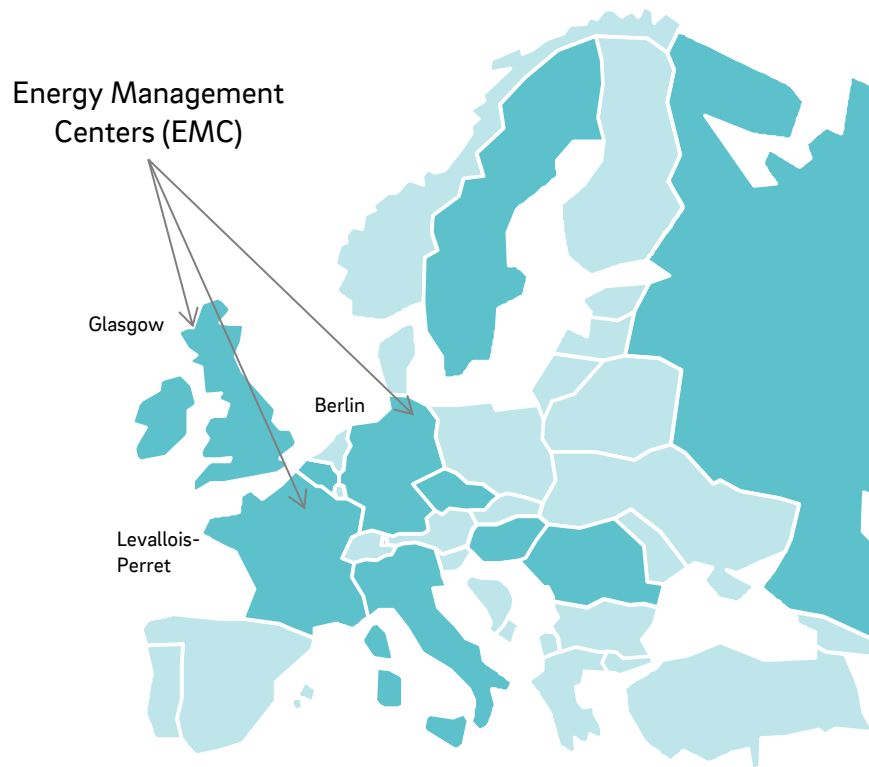 Energy Management
Centers (EMC)
Glasgow
Berlin
Levallois-
Perret